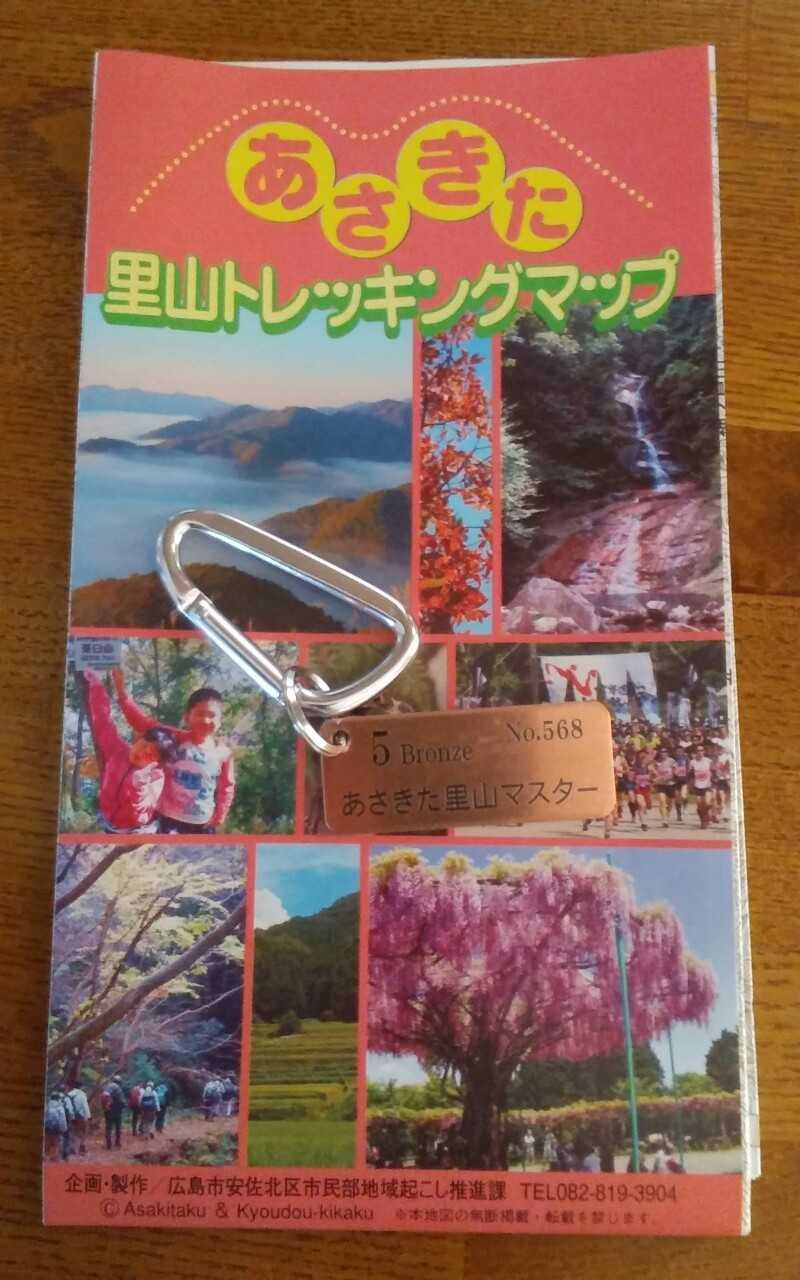 あさきた
里山トレッキングマップ
5 Bronze No.568
あさきた里山マスター
企画・製作／広島市安佐北区市民部地域起こし推進課 TEL082-819-3904
Ⓒ Asakitaku & Kyoudou-kikaku ※本地図の無断掲載・転載を禁じます。